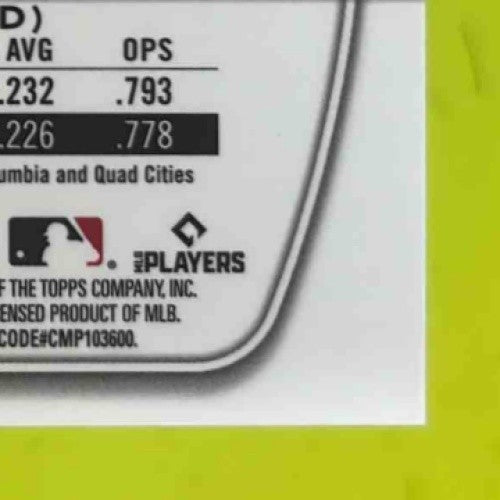 D)
AVG OPS
.232 .793
.226 .778
umbia and Quad Cities
MLB PLAYERS
F THE TOPPS COMPANY, INC.
ENSED PRODUCT OF MLB.
CODE#CMP103600.